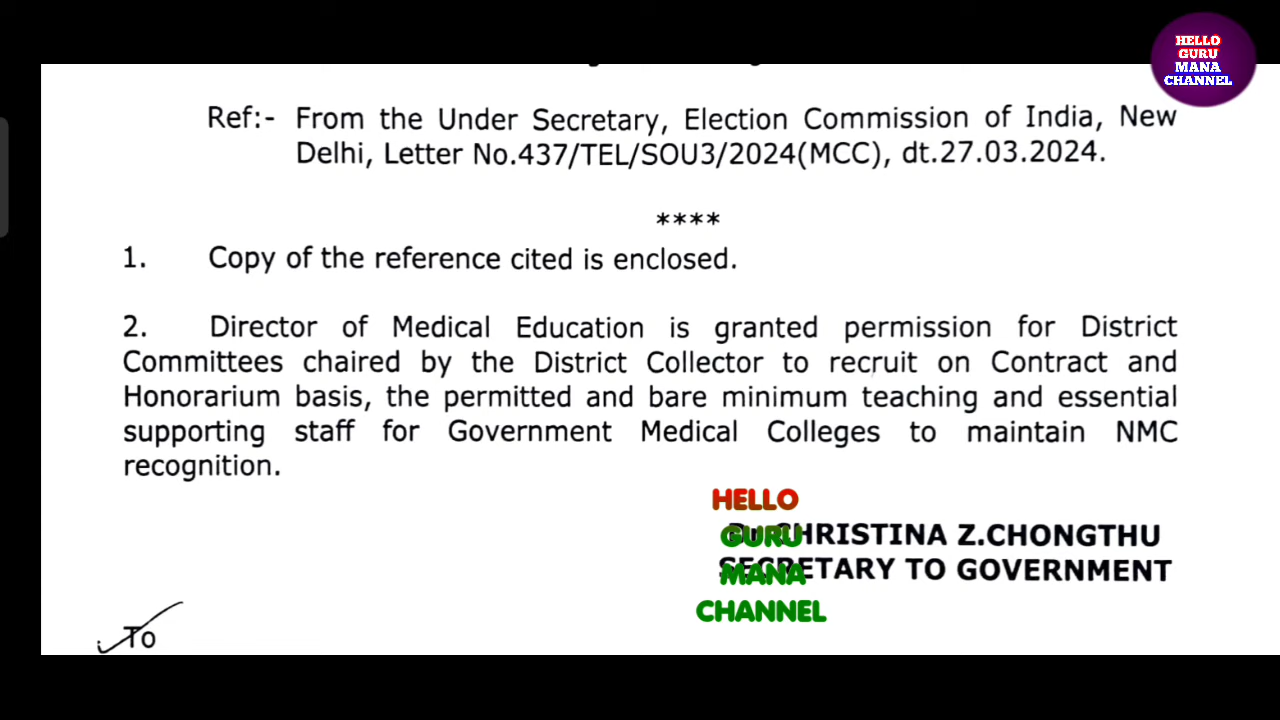 HELLO
GURU
MANA
CHANNEL
Ref:- From the Under Secretary, Election Commission of India, New
Delhi, Letter No.437/TEL/SOU3/2024(MCC), dt.27.03.2024.
****
1. Copy of the reference cited is enclosed.
2. Director of Medical Education is granted permission for District
Committees chaired by the District Collector to recruit on Contract and
Honorarium basis, the permitted and bare minimum teaching and essential
supporting staff for Government Medical Colleges to maintain NMC
recognition.
HELLO
GURU
MANA
CHANNEL
Dr. CHRISTINA Z.CHONGTHU
SECRETARY TO GOVERNMENT
To